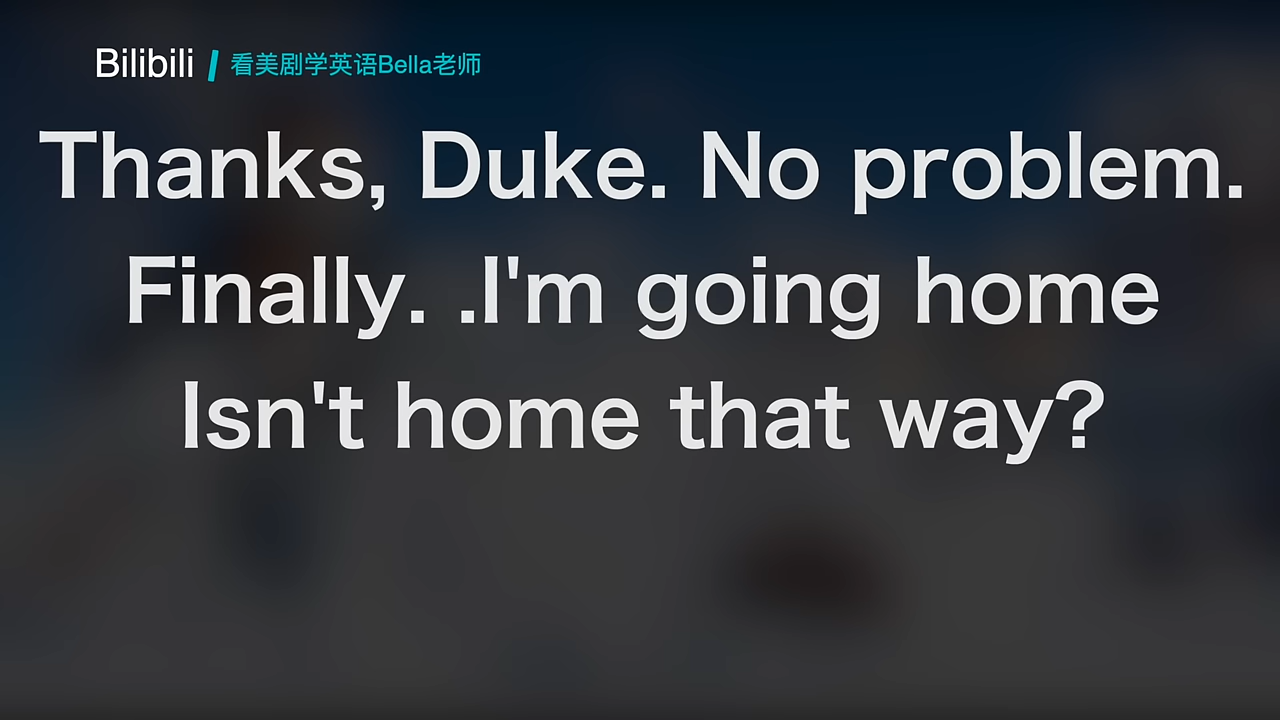 Bilibili / 看美剧学英语Bella老师
Thanks, Duke. No problem.
Finally. .I'm going home
Isn't home that way?